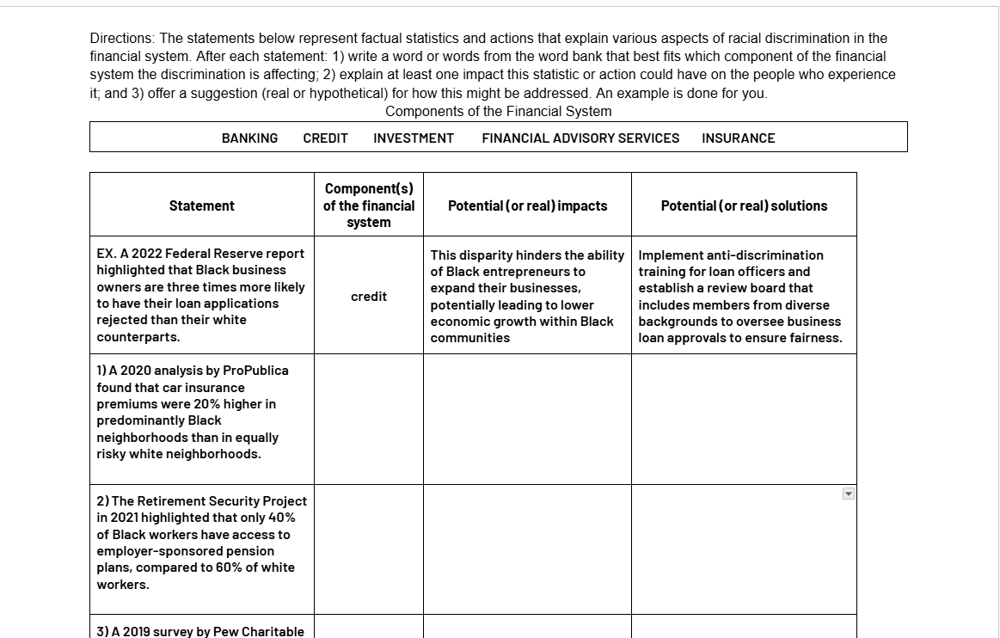 Directions: The statements below represent factual statistics and actions that explain various aspects of racial discrimination in the
financial system. After each statement: 1) write a word or words from the word bank that best fits which component of the financial
system the discrimination is affecting; 2) explain at least one impact this statistic or action could have on the people who experience
it; and 3) offer a suggestion (real or hypothetical) for how this might be addressed. An example is done for you.
Components of the Financial System
BANKING CREDIT INVESTMENT FINANCIAL ADVISORY SERVICES INSURANCE
Statement
Component(s)
of the financial
system
Potential (or real) impacts
Potential (or real) solutions
EX. A 2022 Federal Reserve report
highlighted that Black business
owners are three times more likely
to have their loan applications
rejected than their white
counterparts.
credit
This disparity hinders the ability
of Black entrepreneurs to
expand their businesses,
potentially leading to lower
economic growth within Black
communities
Implement anti-discrimination
training for loan officers and
establish a review board that
includes members from diverse
backgrounds to oversee business
loan approvals to ensure fairness.
1) A 2020 analysis by ProPublica
found that car insurance
premiums were 20% higher in
predominantly Black
neighborhoods than in equally
risky white neighborhoods.
2) The Retirement Security Project
in 2021 highlighted that only 40%
of Black workers have access to
employer-sponsored pension
plans, compared to 60% of white
workers.
3) A 2019 survey by Pew Charitable